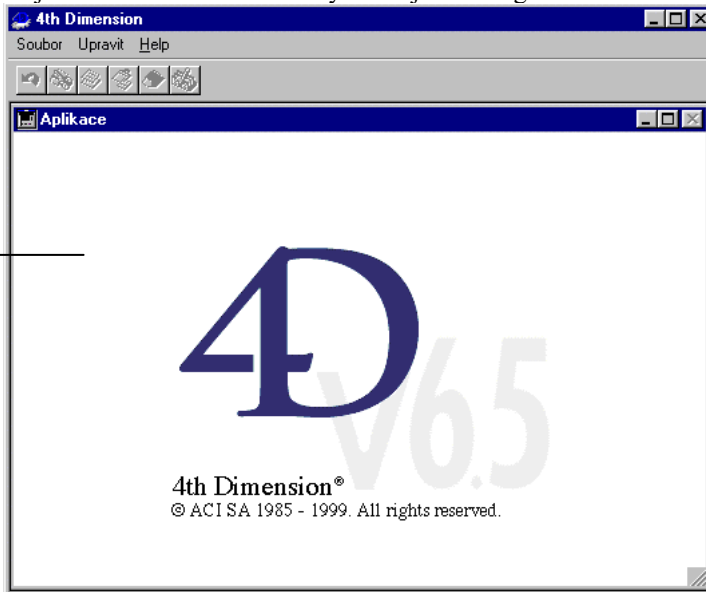 4th Dimension
Soubor Upravit Help
Aplikace
4D
V6.5
4th Dimension®
© ACI SA 1985 - 1999. All rights reserved.